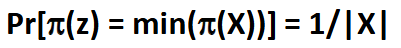 Pr[π(z) = min(π(X))] = 1/|X|